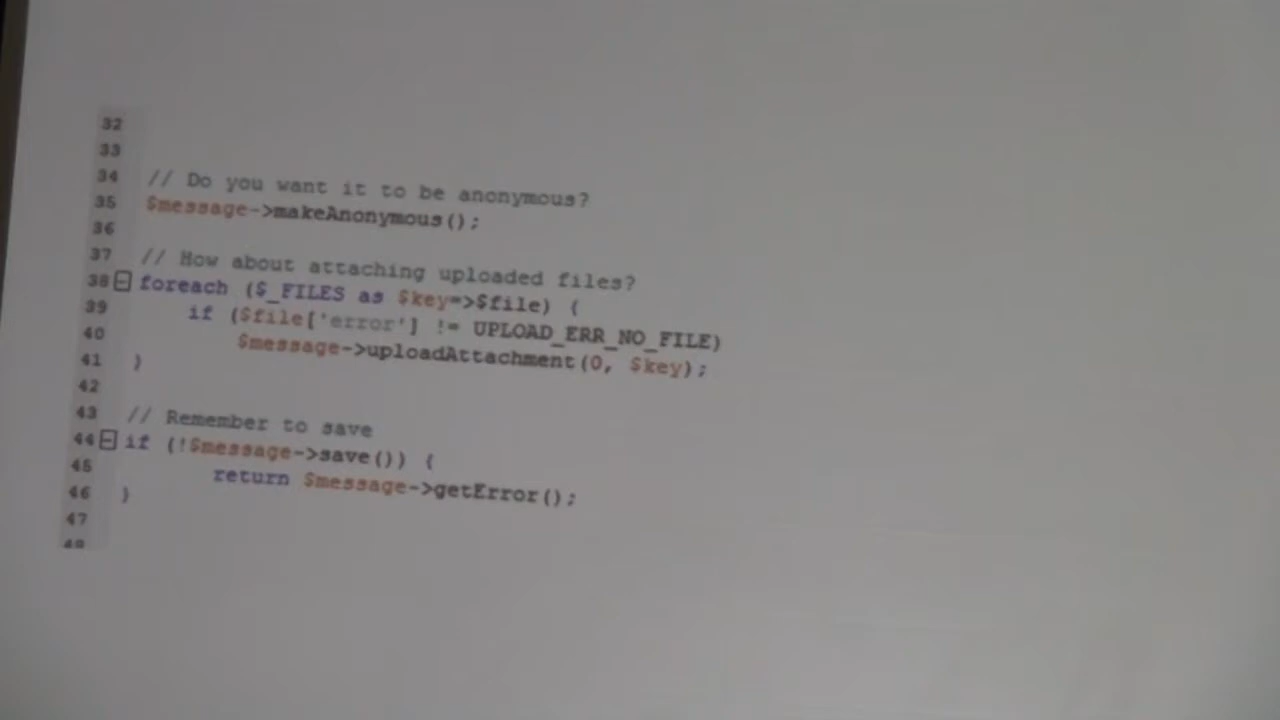 32
33
34 // Do you want it to be anonymous?
35 $message->makeAnonymous();
36
37 // How about attaching uploaded files?
38 foreach ($_FILES as $key=>$file) {
39 if ($file['error'] != UPLOAD_ERR_NO_FILE)
40 $message->uploadAttachment(0, $key);
41 }
42
43 // Remember to save
44 if (!$message->save()) {
45 return $message->getError();
46 }
47
48